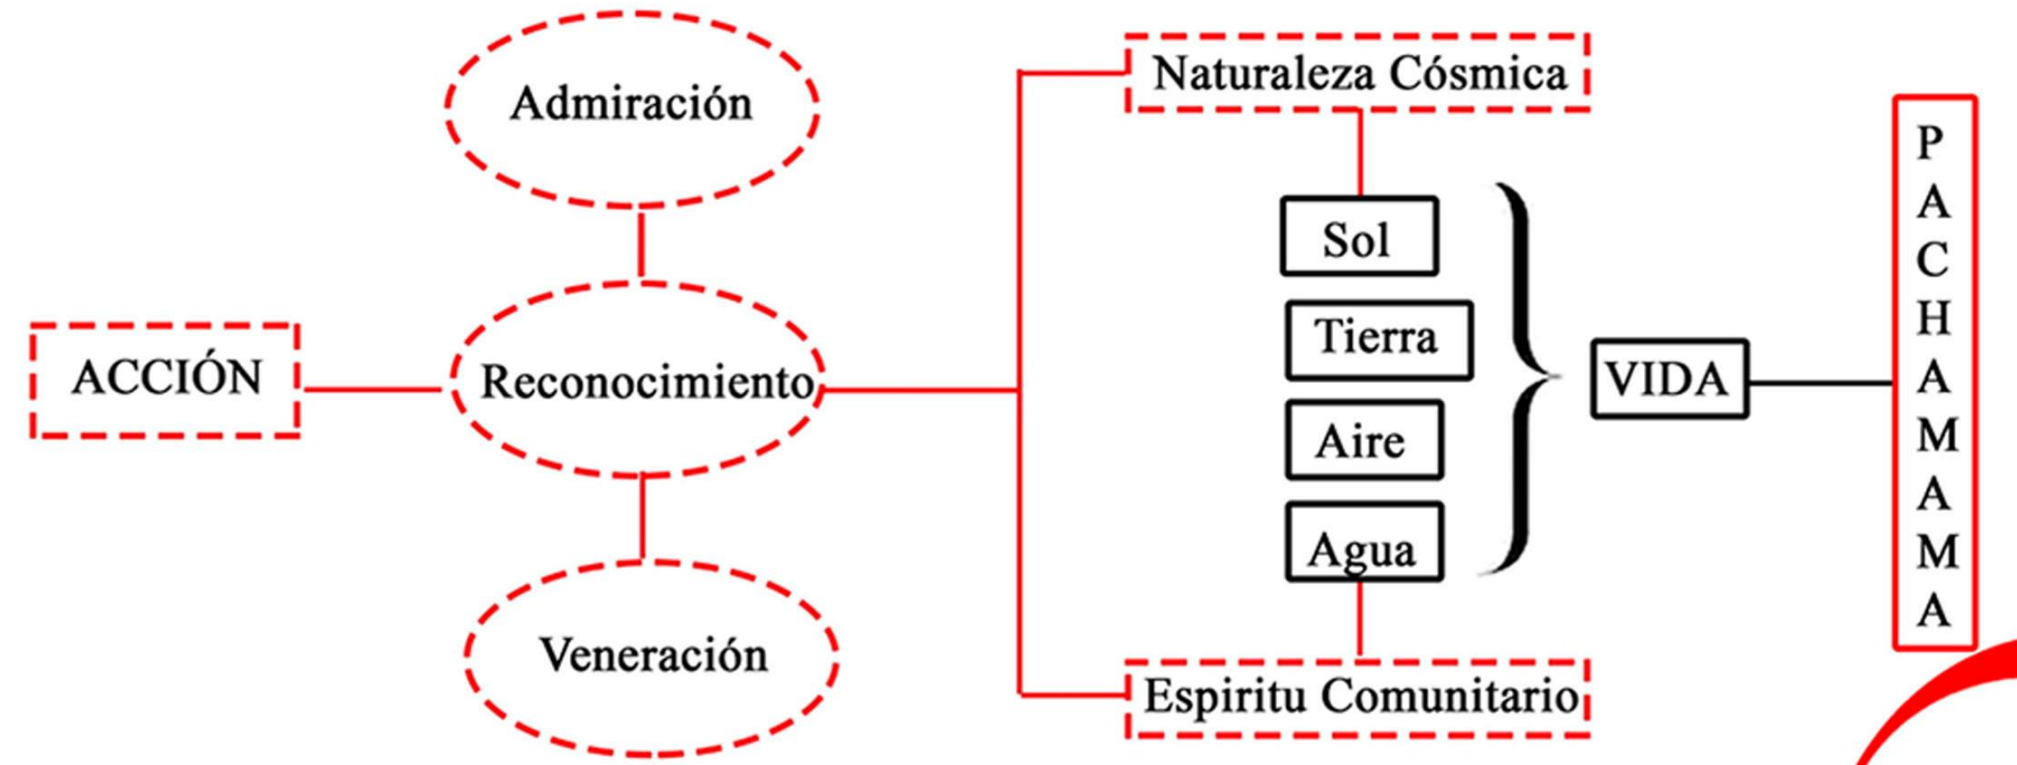 Admiración
ACCIÓN
Reconocimiento
Veneración
Naturaleza Cósmica
Sol
Tierra
Aire
Agua
Espiritu Comunitario
VIDA
P
A
C
H
A
M
A
M
A